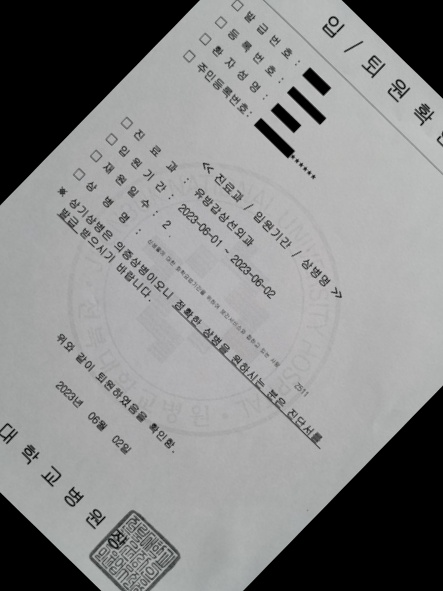 입 / 퇴 원 확
□ 발 급 번 호 :
□ 등 록 번 호 :
□ 환 자 성 명 :
□ 주민등록번호:
******
≪ 진료과 / 입원기간 / 상병명 ≫
□ 진 료 과 : 유방갑상선외과
□ 입 원 기 간 : 2023-06-01 ~ 2023-06-02
□ 재 원 일 수 : 2
□ 상 병 명 :
Z511
※ 상기상병은 의증상병이오니 정확한 상병을 원하시는 분은 진단서를
발급 받으시기 바랍니다.
위와 같이 퇴원하였음을 확인함.
2023년 06월 02일
대 학 교 병 원 장